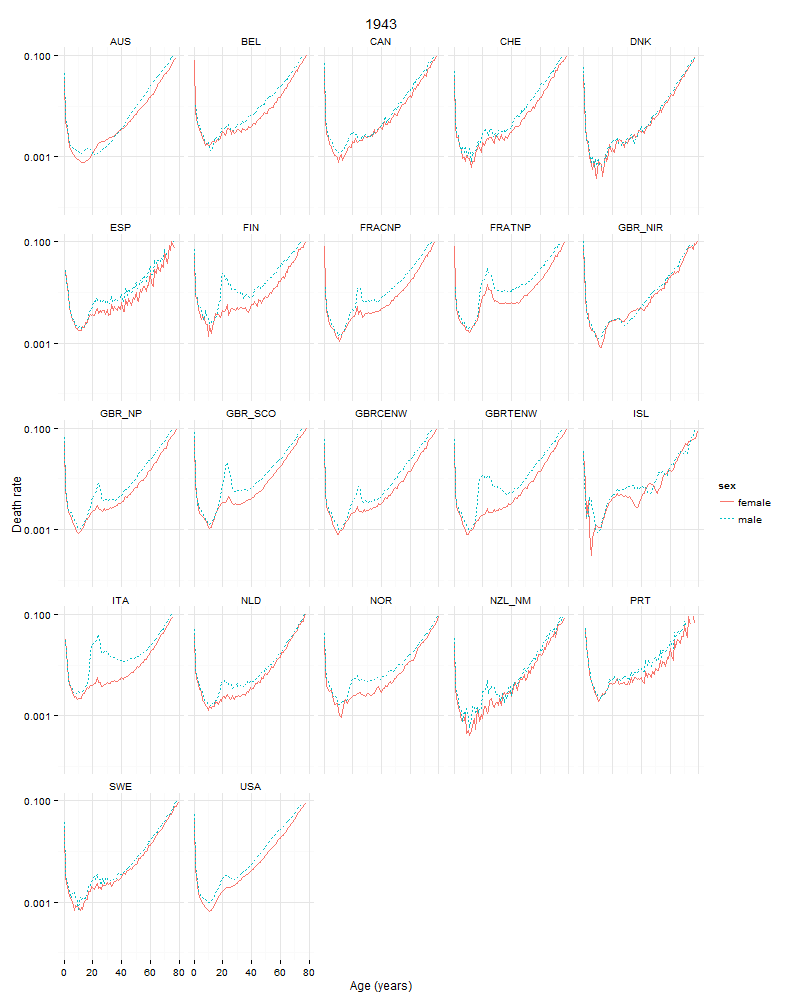 1943
AUS BEL CAN CHE DNK
0.100
0.001
ESP FIN FRACNP FRATNP GBR_NIR
0.100
0.001
GBR_NP GBR_SCO GBRCENW GBRTENW ISL
0.100
0.001
Death rate
sex
female
male
ITA NLD NOR NZL_NM PRT
0.100
0.001
SWE USA
0.100
0.001
0 20 40 60 80 0 20 40 60 80
Age (years)